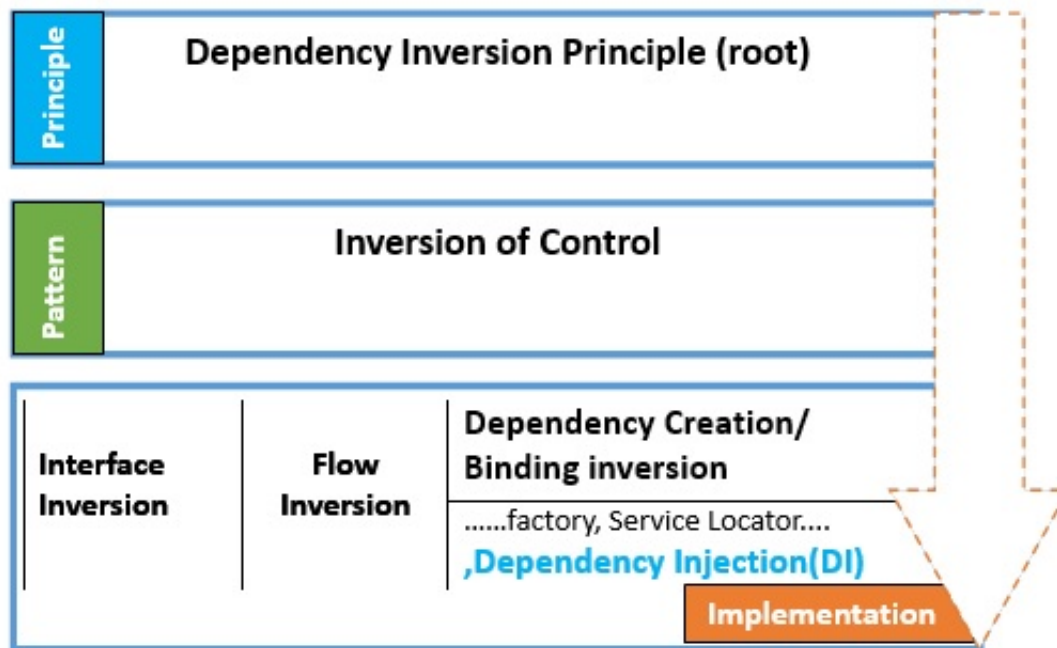 Principle
Dependency Inversion Principle (root)
Pattern
Inversion of Control
Interface
Inversion
Flow
Inversion
Dependency Creation/
Binding inversion
......factory, Service Locator....
,Dependency Injection(DI)
Implementation